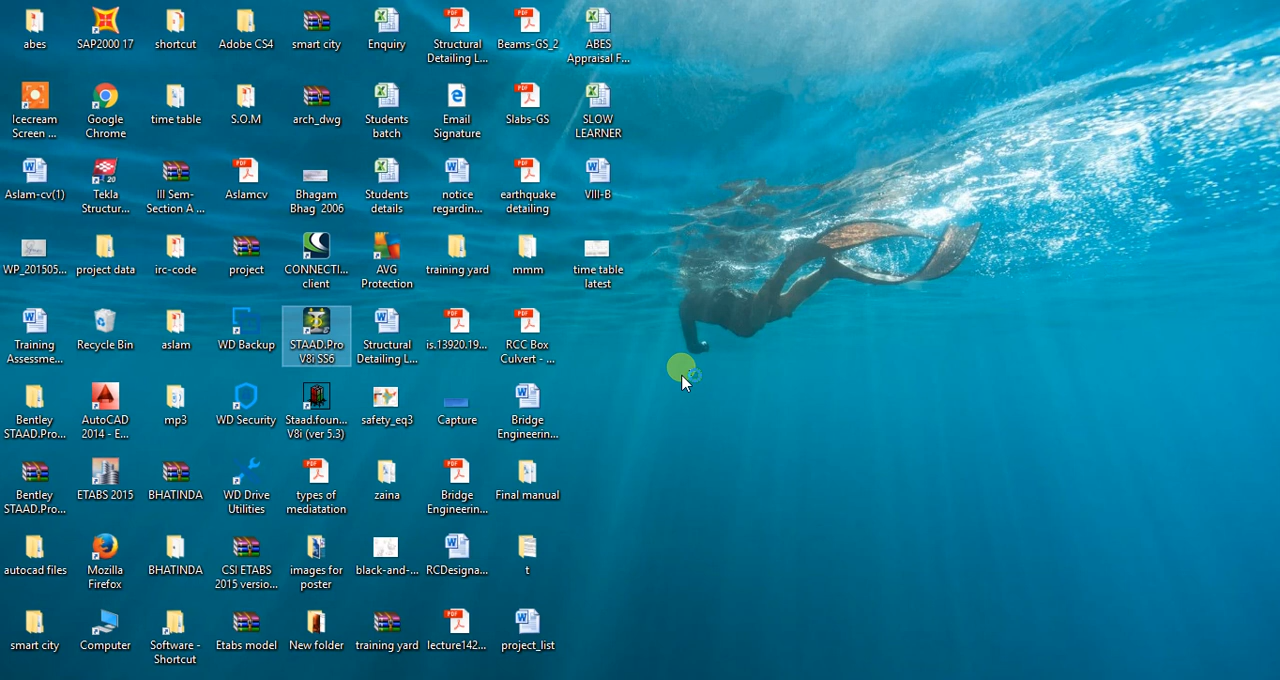 abes
SAP2000 17
shortcut
Adobe CS4
smart city
Enquiry
Structural
Detailing L...
Beams-GS_2
ABES
Appraisal F...
Icecream
Screen ...
Google
Chrome
time table
S.O.M
arch_dwg
Students
batch
Email
Signature
Slabs-GS
SLOW
LEARNER
Aslam-cv(1)
Tekla
Structur...
III Sem-
Section A ...
Aslamcv
Bhagam
Bhag 2006
Students
details
notice
regardin...
earthquake
detailing
VIII-B
WP_201505...
project data
irc-code
project
CONNECTI...
client
AVG
Protection
training yard
mmm
time table
latest
Training
Assessme...
Recycle Bin
aslam
WD Backup
STAAD.Pro
V8i SS6
Structural
Detailing L...
is.13920.19...
RCC Box
Culvert - ...
Bentley
STAAD.Pro...
AutoCAD
2014 - E...
mp3
WD Security
Staad.foun...
V8i (ver 5.3)
safety_eq3
Capture
Bridge
Engineerin...
Bentley
STAAD.Pro...
ETABS 2015
BHATINDA
WD Drive
Utilities
types of
mediatation
zaina
Bridge
Engineerin...
Final manual
autocad files
Mozilla
Firefox
BHATINDA
CSI ETABS
2015 versio...
images for
poster
black-and-...
RCDesigna...
t
smart city
Computer
Software -
Shortcut
Etabs model
New folder
training yard
lecture142...
project_list